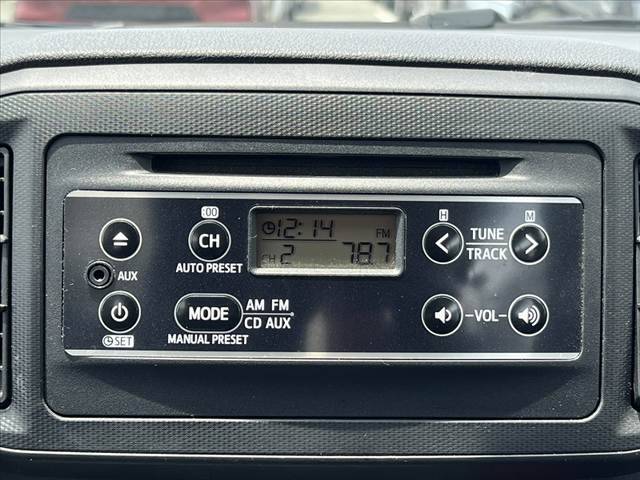 :00
H
M
12:14
FM
CH 2 78.7
CH
AUTO PRESET
TUNE
TRACK
AUX
MODE
AM FM
CD AUX
MANUAL PRESET
SET
VOL